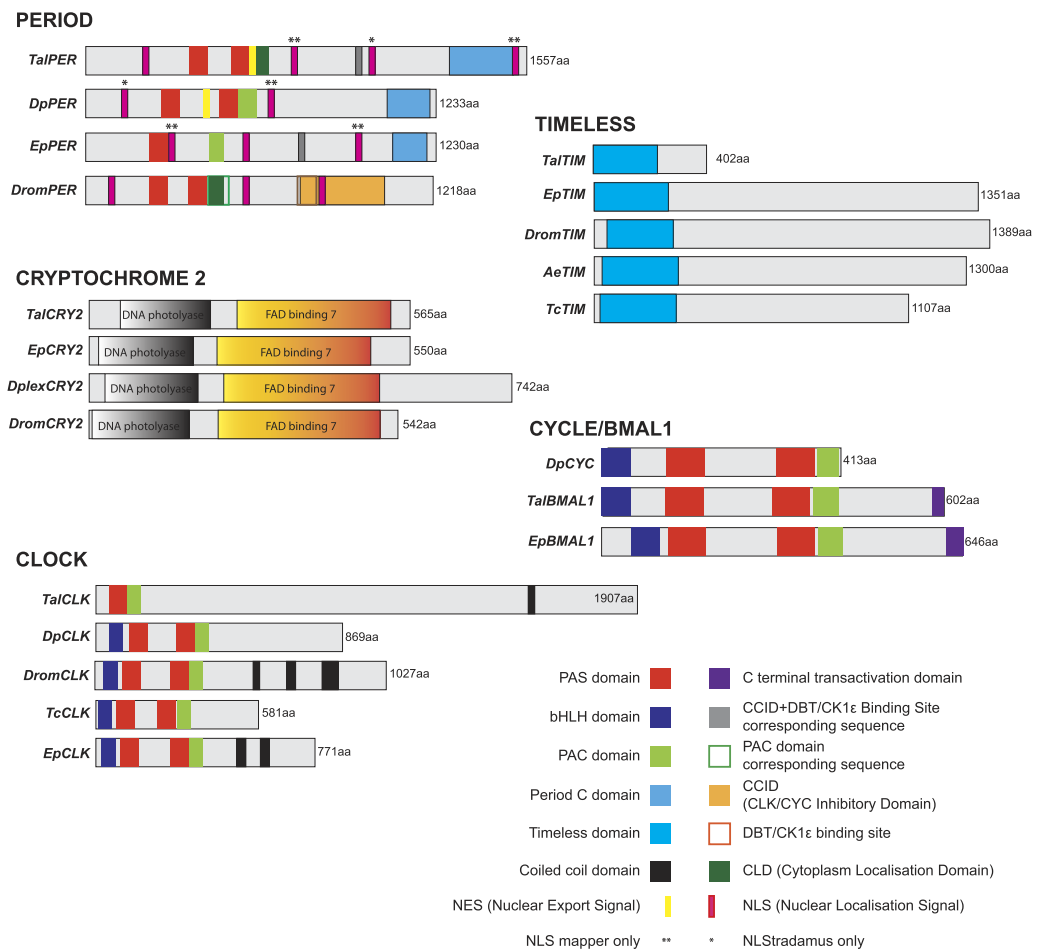 PERIOD
** * **
TalPER 1557aa
* **
DpPER 1233aa
** **
EpPER 1230aa
DromPER 1218aa
TIMELESS
TalTIM 402aa
EpTIM 1351aa
DromTIM 1389aa
AeTIM 1300aa
TcTIM 1107aa
CRYPTOCHROME 2
TalCRY2 DNA photolyase FAD binding 7 565aa
EpCRY2 DNA photolyase FAD binding 7 550aa
DplexCRY2 DNA photolyase FAD binding 7 742aa
DromCRY2 DNA photolyase FAD binding 7 542aa
CYCLE/BMAL1
DpCYC 413aa
TalBMAL1 602aa
EpBMAL1 646aa
CLOCK
TalCLK 1907aa
DpCLK 869aa
DromCLK 1027aa
TcCLK 581aa
EpCLK 771aa
PAS domain
bHLH domain
PAC domain
Period C domain
Timeless domain
Coiled coil domain
NES (Nuclear Export Signal)
NLS mapper only **
C terminal transactivation domain
CCID+DBT/CK1ε Binding Site
corresponding sequence
PAC domain
corresponding sequence
CCID
(CLK/CYC Inhibitory Domain)
DBT/CK1ε binding site
CLD (Cytoplasm Localisation Domain)
NLS (Nuclear Localisation Signal)
* NLStradamus only